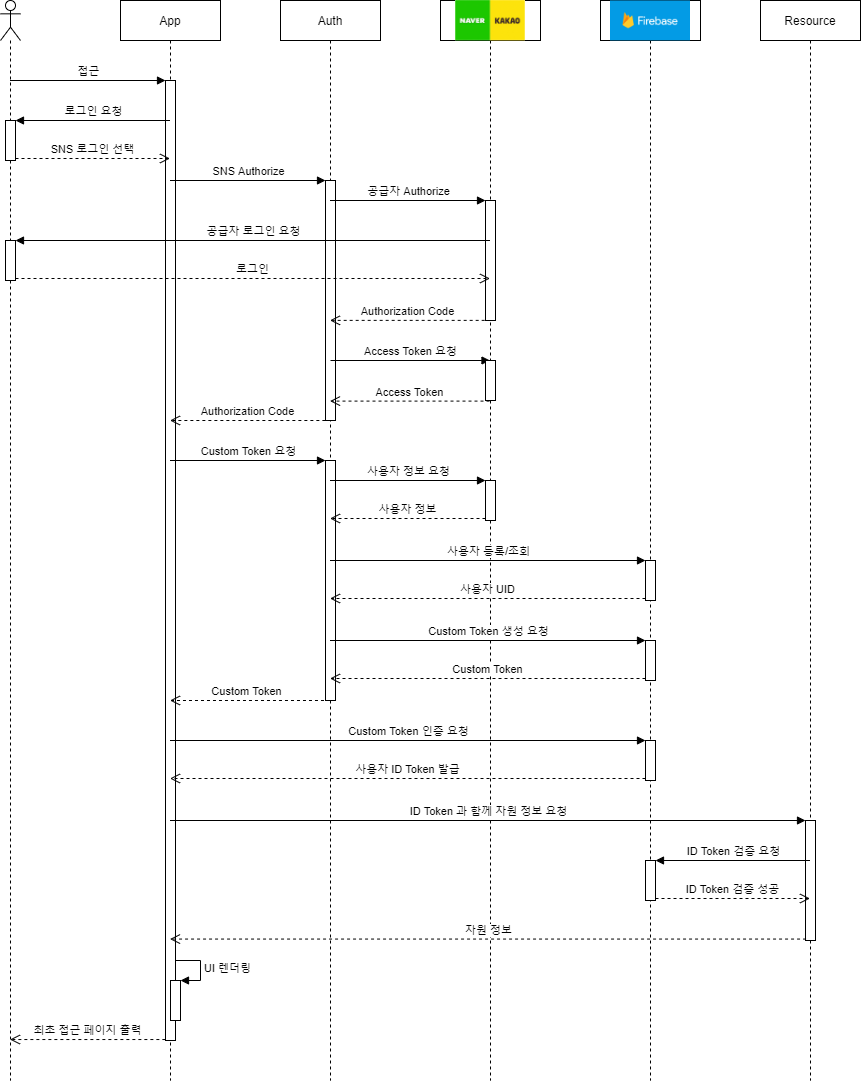 App
Auth
NAVER
KAKAO
Firebase
Resource
접근
로그인 요청
SNS 로그인 선택
SNS Authorize
공급자 Authorize
공급자 로그인 요청
로그인
Authorization Code
Access Token 요청
Access Token
Authorization Code
Custom Token 요청
사용자 정보 요청
사용자 정보
사용자 등록/조회
사용자 UID
Custom Token 생성 요청
Custom Token
Custom Token
Custom Token 인증 요청
사용자 ID Token 발급
ID Token 과 함께 자원 정보 요청
ID Token 검증 요청
ID Token 검증 성공
자원 정보
UI 렌더링
최초 접근 페이지 출력